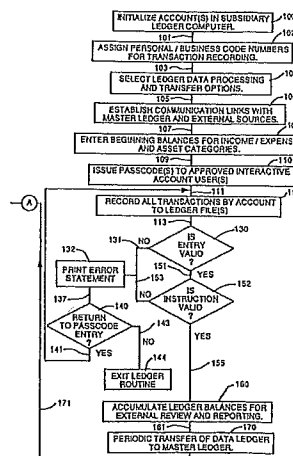 INITIALIZE ACCOUNT(S) IN SUBSIDIARY
LEDGER COMPUTER.
101
ASSIGN PERSONAL / BUSINESS CODE NUMBERS
FOR TRANSACTION RECORDING.
103
SELECT LEDGER DATA PROCESSING
AND TRANSFER OPTIONS.
105
ESTABLISH COMMUNICATION LINKS WITH
MASTER LEDGER AND EXTERNAL SOURCES.
107
ENTER BEGINNING BALANCES FOR INCOME / EXPENS
AND ASSET CATEGORIES.
109
110
ISSUE PASSCODE(S) TO APPROVED INTERACTIVE
ACCOUNT USER(S)
111
A
RECORD ALL TRANSACTIONS BY ACCOUNT
TO LEDGER FILE(S)
113
130
IS
ENTRY
VALID
?
131
NO
132
PRINT ERROR
STATEMENT
YES
151
153
152
NO
IS
INSTRUCTION
VALID
?
137
140
RETURN
TO PASSCODE
ENTRY
?
143
141
YES
NO
YES
144
EXIT LEDGER
ROUTINE
155
171
160
ACCUMULATE LEDGER BALANCES FOR
EXTERNAL REVIEW AND REPORTING.
161
170
PERIODIC TRANSFER OF DATA LEDGER
TO MASTER LEDGER.